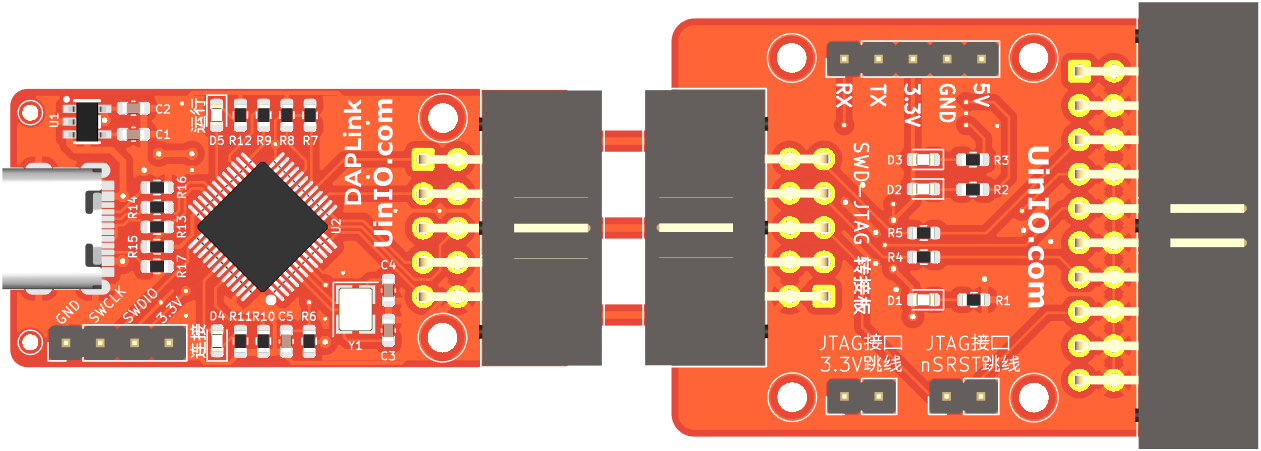 U1
C2
C1
运行
D5
R12
R9
R8
R7
DAPLink
UinIO.com
R16
R14
R13
R15
R17
U2
GND
SWCLK
SWDIO
3.3V
连接
D4
R11
R10
C5
R6
Y1
C4
C3
RX
TX
3.3V
GND
5V
SWD-JTAG 转接板
D3
R3
D2
R2
R5
R4
D1
R1
UinIO.com
JTAG接口
3.3V跳线
JTAG接口
nSRST跳线